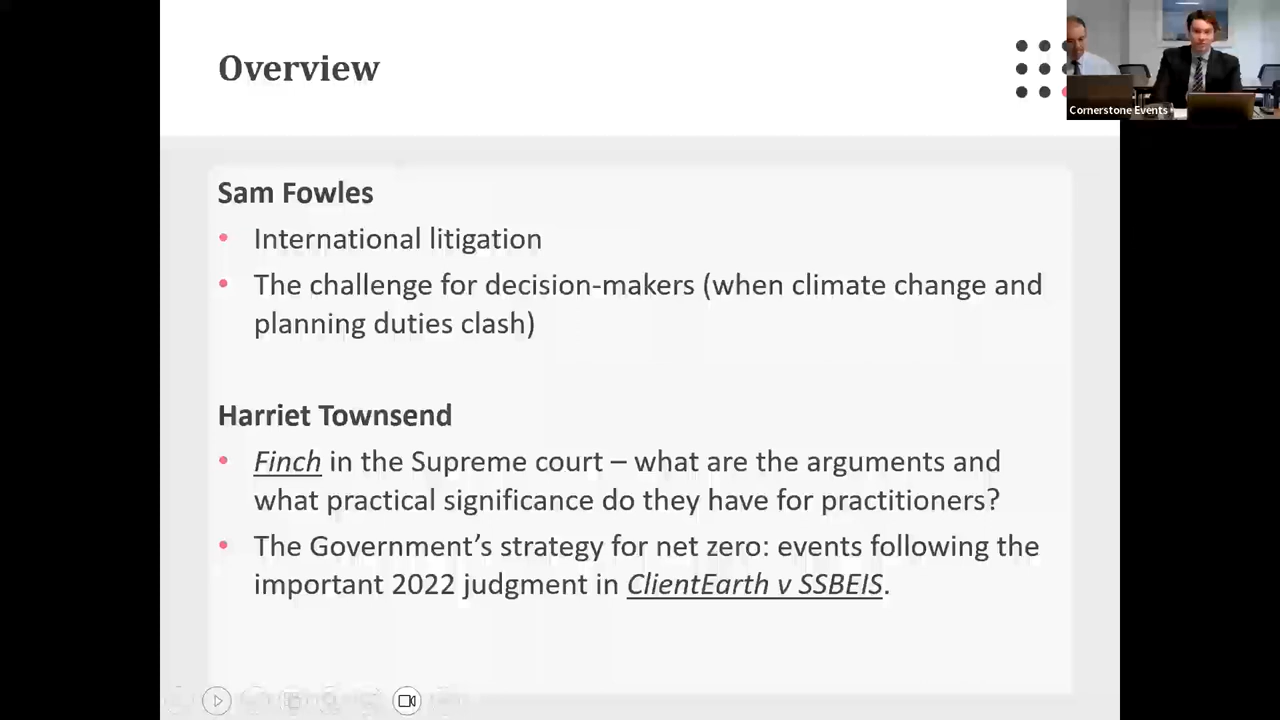 Overview
Cornerstone Events
Sam Fowles
• International litigation
• The challenge for decision-makers (when climate change and
planning duties clash)
Harriet Townsend
• Finch in the Supreme court – what are the arguments and
what practical significance do they have for practitioners?
• The Government’s strategy for net zero: events following the
important 2022 judgment in ClientEarth v SSBEIS.